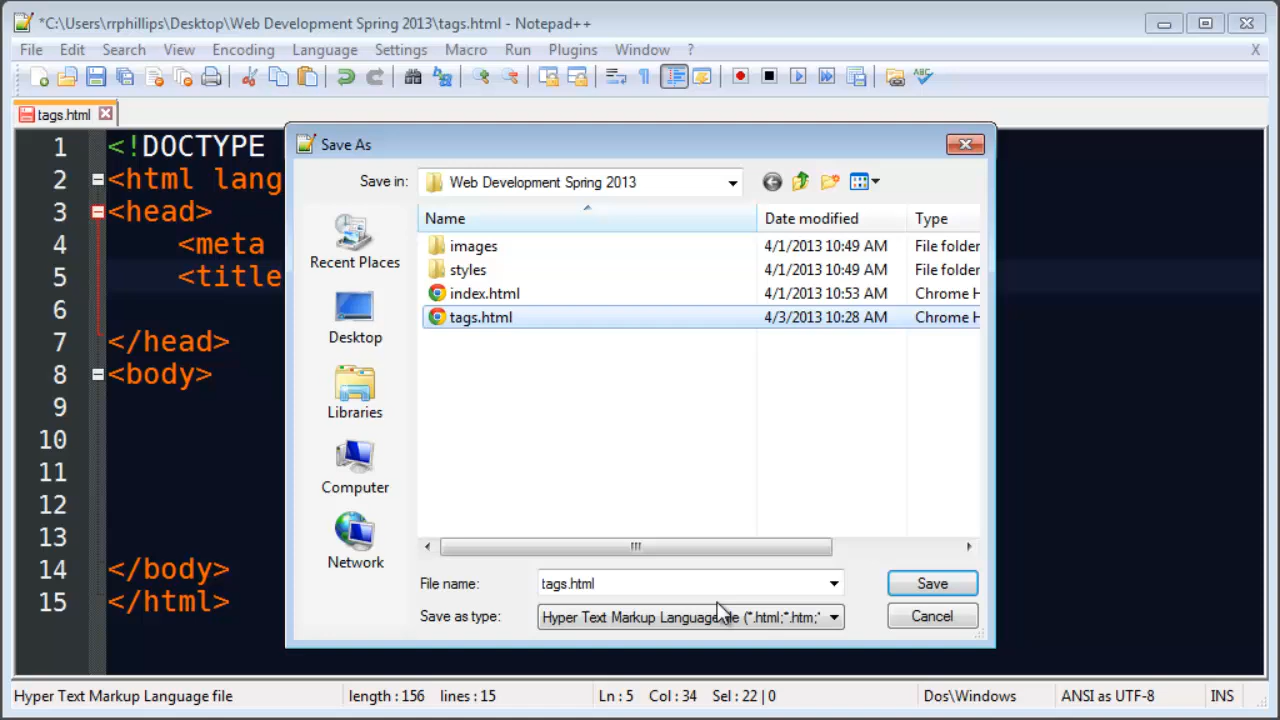 *C:\Users\rrphillips\Desktop\Web Development Spring 2013\tags.html - Notepad++
File Edit Search View Encoding Language Settings Macro Run Plugins Window ? X
tags.html
1 <!DOCTYPE
2 <html lang
3 <head>
4 <meta
5 <title
6
7 </head>
8 <body>
9
10
11
12
13
14 </body>
15 </html>
Save As
Save in: Web Development Spring 2013
Recent Places
Desktop
Libraries
Computer
Network
Name Date modified Type
images 4/1/2013 10:49 AM File folder
styles 4/1/2013 10:49 AM File folder
index.html 4/1/2013 10:53 AM Chrome H
tags.html 4/3/2013 10:28 AM Chrome H
File name: tags.html Save
Save as type: Hyper Text Markup Language file (*.html;*.htm;* Cancel
Hyper Text Markup Language file length : 156 lines : 15 Ln : 5 Col : 34 Sel : 22 | 0 Dos\Windows ANSI as UTF-8 INS